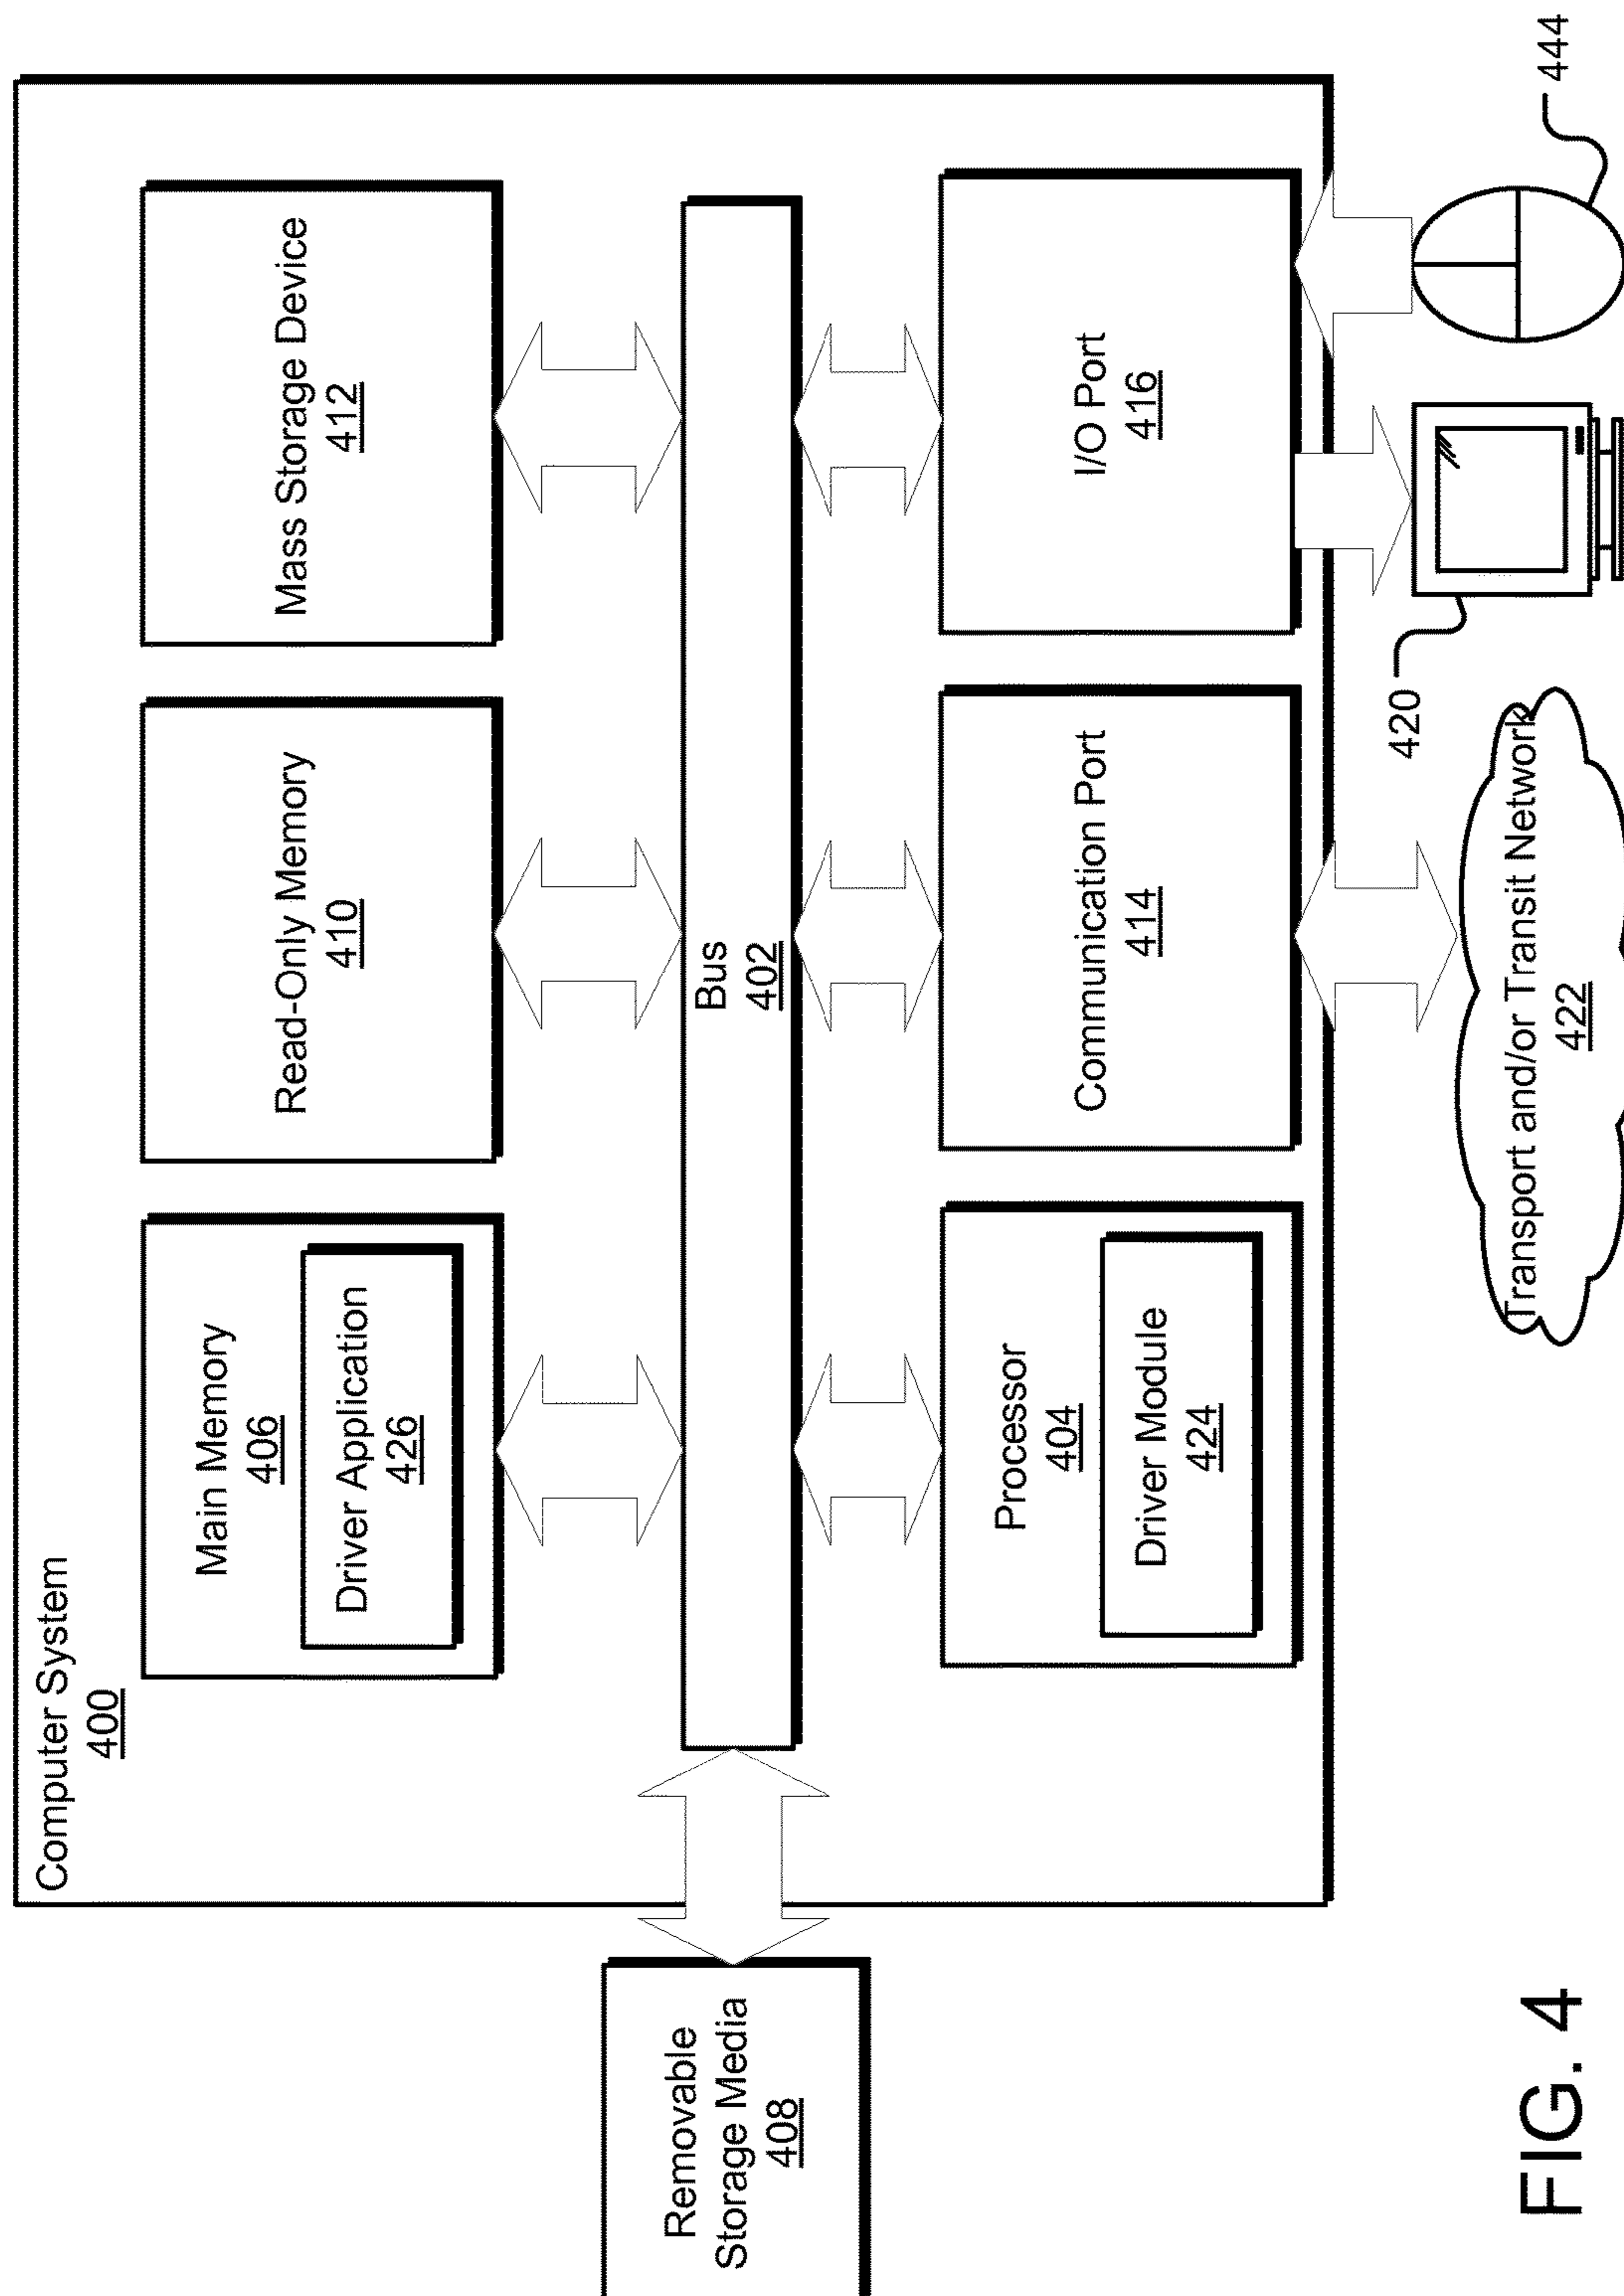 Computer System
400
Main Memory
406
Driver Application
426
Read-Only Memory
410
Mass Storage Device
412
Removable
Storage Media
408
Bus
402
Processor
404
Driver Module
424
Communication Port
414
I/O Port
416
420
444
Transport and/or Transit Network
422
FIG. 4